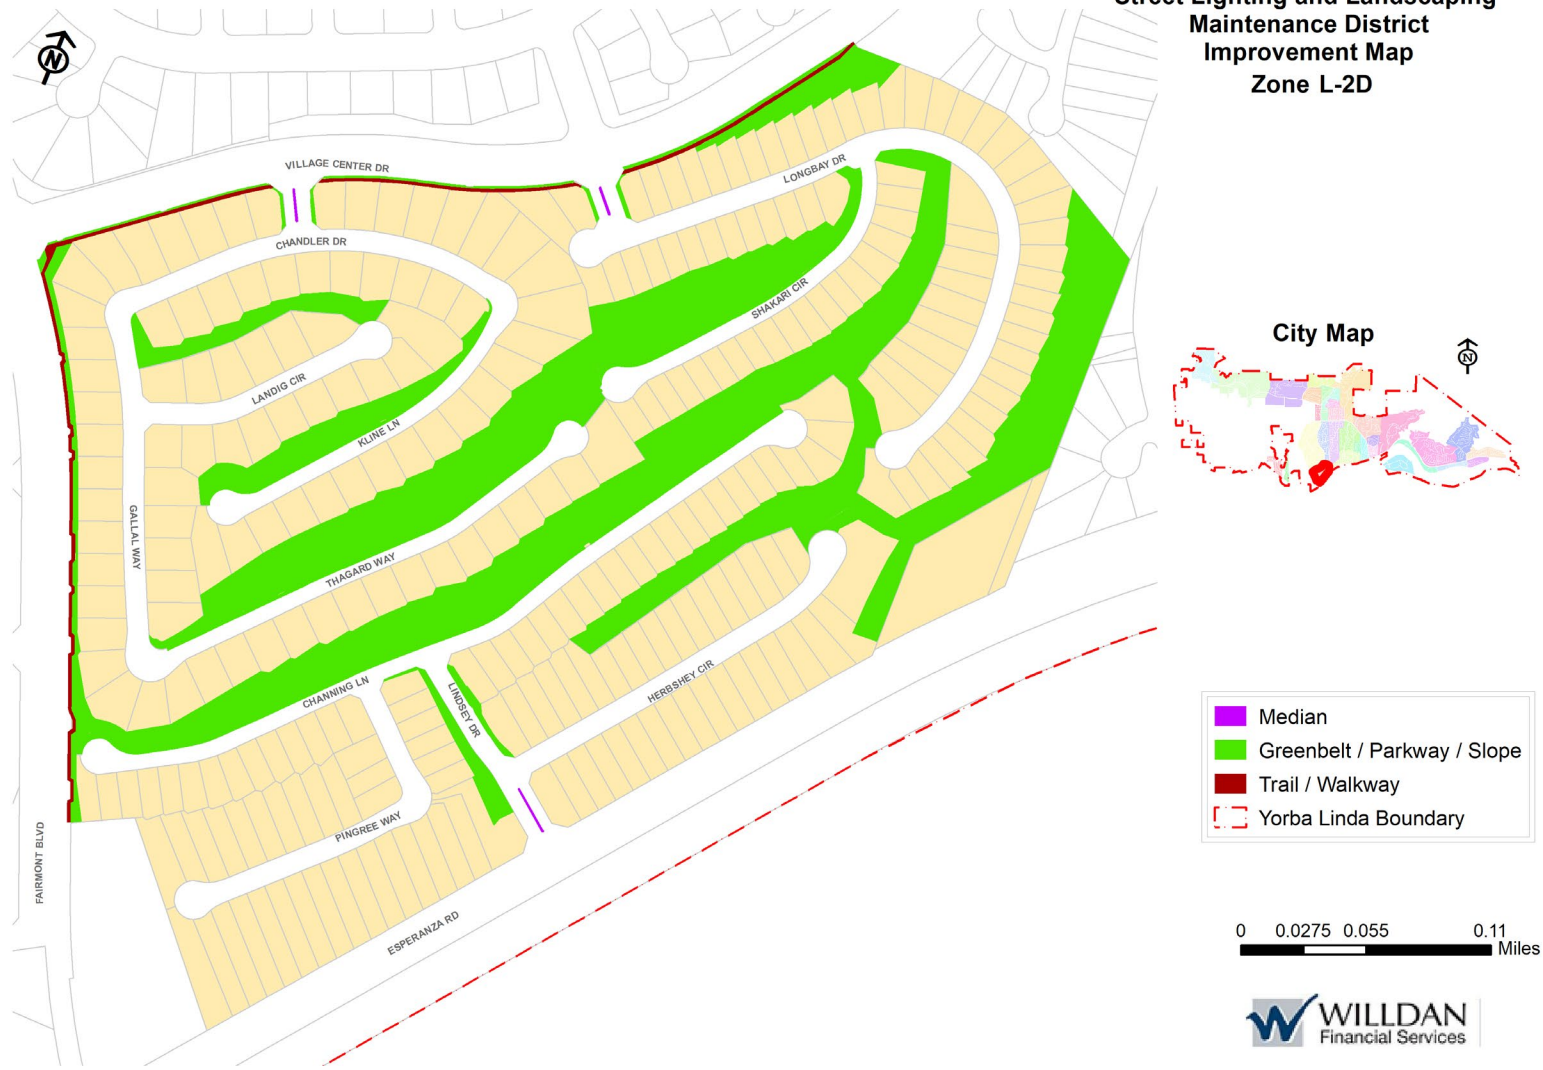 Street Lighting and Landscaping
Maintenance District
Improvement Map
Zone L-2D
N
VILLAGE CENTER DR
LONGBAY DR
CHANDLER DR
SHAKARI CIR
LANDIG CIR
KLINE LN
GALLAL WAY
THAGARD WAY
HERBSHEY CIR
CHANNING LN
LINDSEY DR
PINGREE WAY
FAIRMONT BLVD
ESPERANZA RD
City Map
N
Median
Greenbelt / Parkway / Slope
Trail / Walkway
Yorba Linda Boundary
0 0.0275 0.055 0.11
Miles
WILLDAN
Financial Services